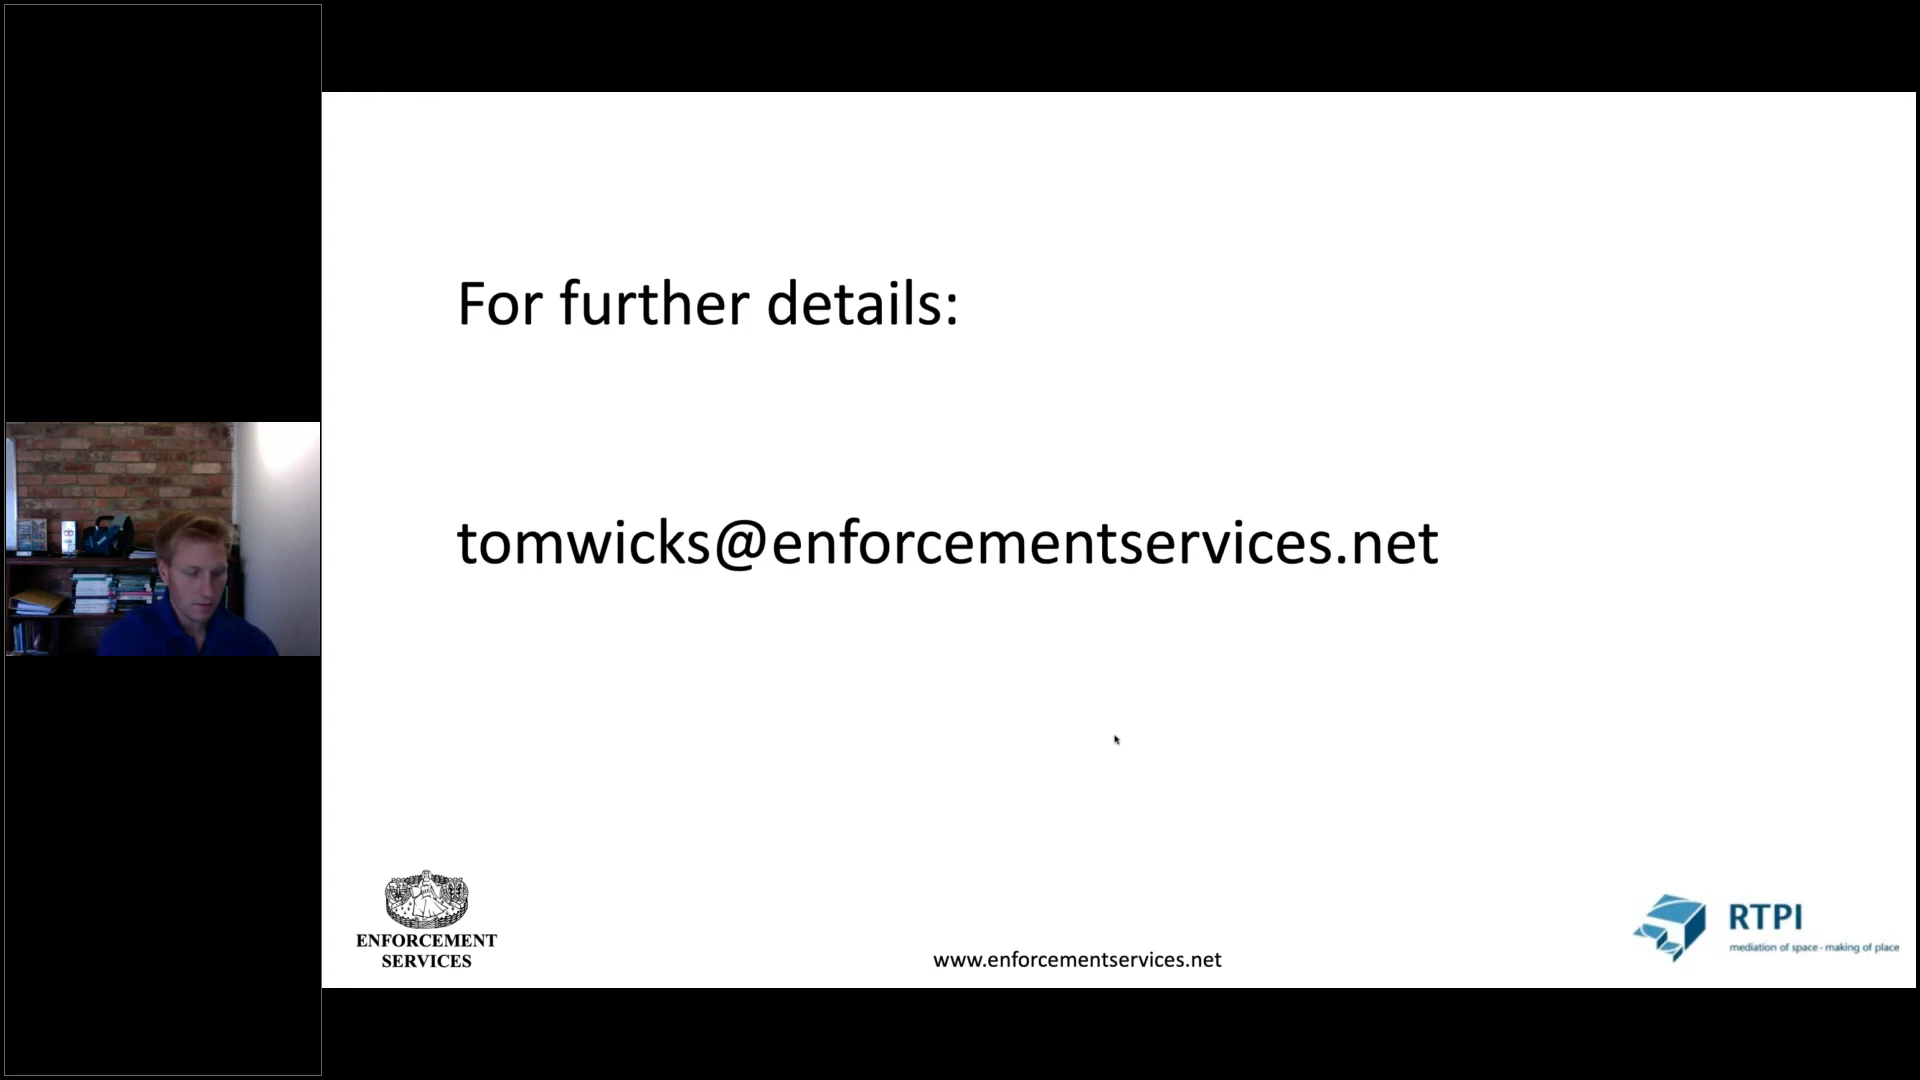 For further details:
tomwicks@enforcementservices.net
ENFORCEMENT
SERVICES
www.enforcementservices.net
RTPI
mediation of space · making of place